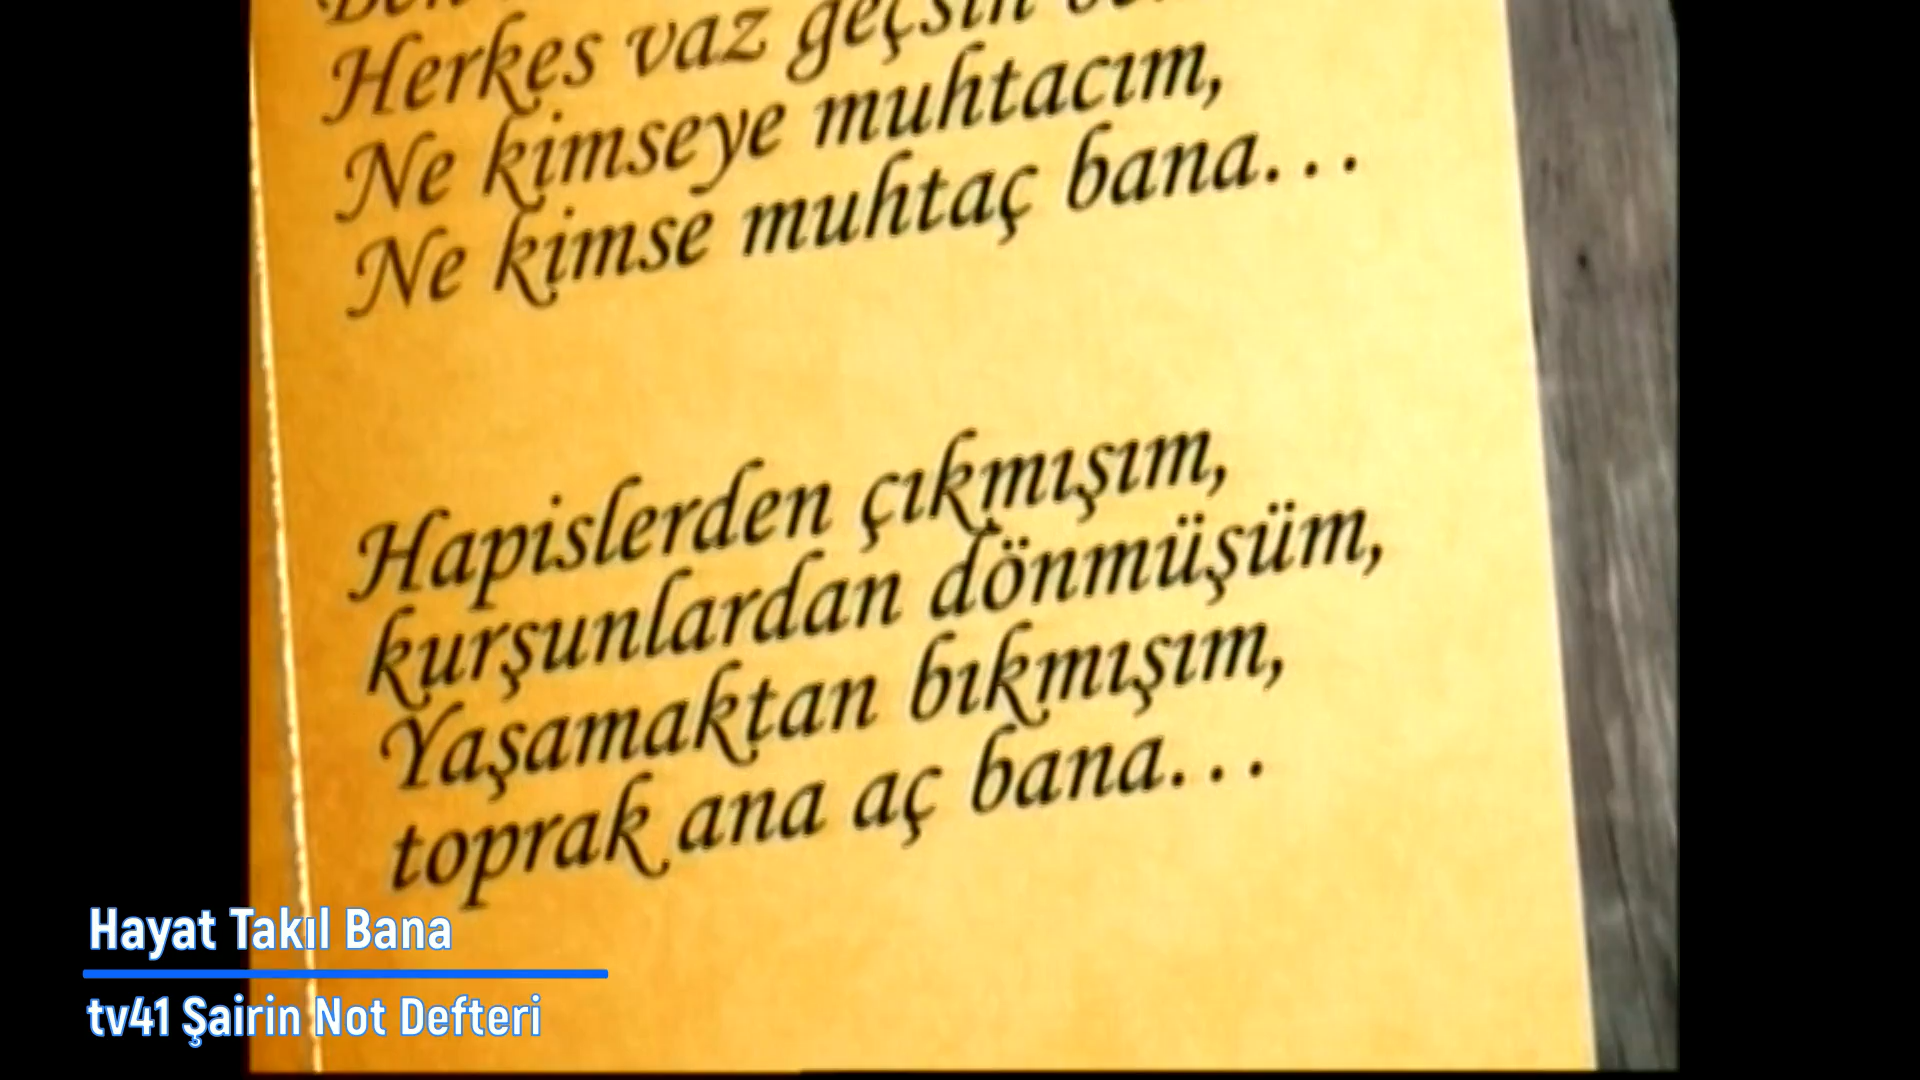 Herkes vaz geçsin
Ne kimseye muhtacım,
Ne kimse muhtaç bana...
Hapislerden çıkmışım,
kurşunlardan dönmüşüm,
Yaşamaktan bıkmışım,
toprak ana aç bana...
Hayat Takıl Bana
tv41 Şairin Not Defteri